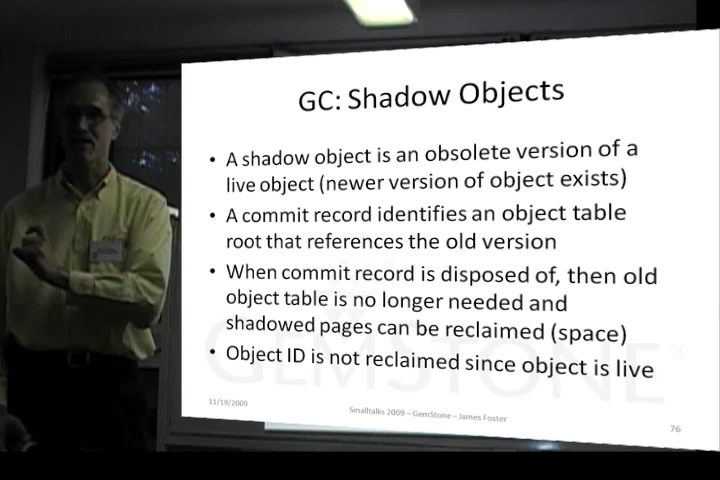 GC: Shadow Objects
• A shadow object is an obsolete version of a
live object (newer version of object exists)
• A commit record identifies an object table
root that references the old version
• When commit record is disposed of, then old
object table is no longer needed and
shadowed pages can be reclaimed (space)
• Object ID is not reclaimed since object is live
GEMSTONE®
11/19/2009
Smalltalks 2009 – GemStone – James Foster
76